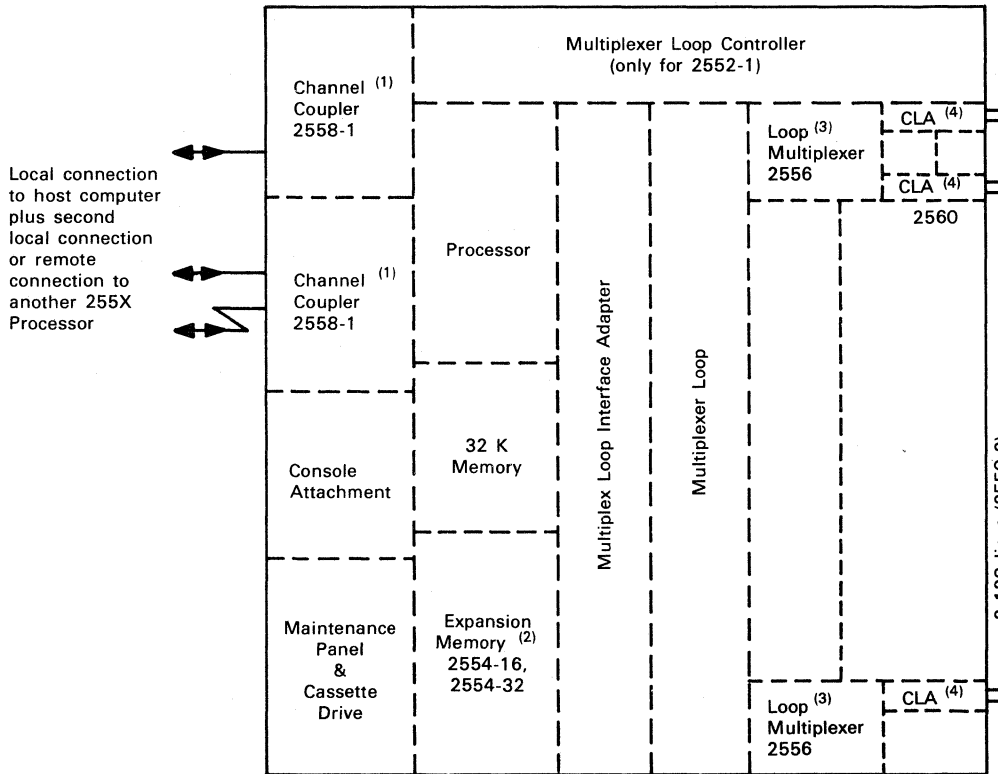 Multiplexer Loop Controller
(only for 2552-1)
Channel (1)
Coupler
2558-1
Local connection
to host computer
plus second
local connection
or remote
connection to
another 255X
Processor
Channel (1)
Coupler
2558-1
Console
Attachment
Maintenance
Panel
&
Cassette
Drive
Processor
32 K
Memory
Expansion
Memory (2)
2554-16,
2554-32
Multiplex Loop Interface Adapter
Multiplexer Loop
Loop (3)
Multiplexer
2556
CLA (4)
CLA (4)
2560
Loop (3)
Multiplexer
2556
CLA (4)